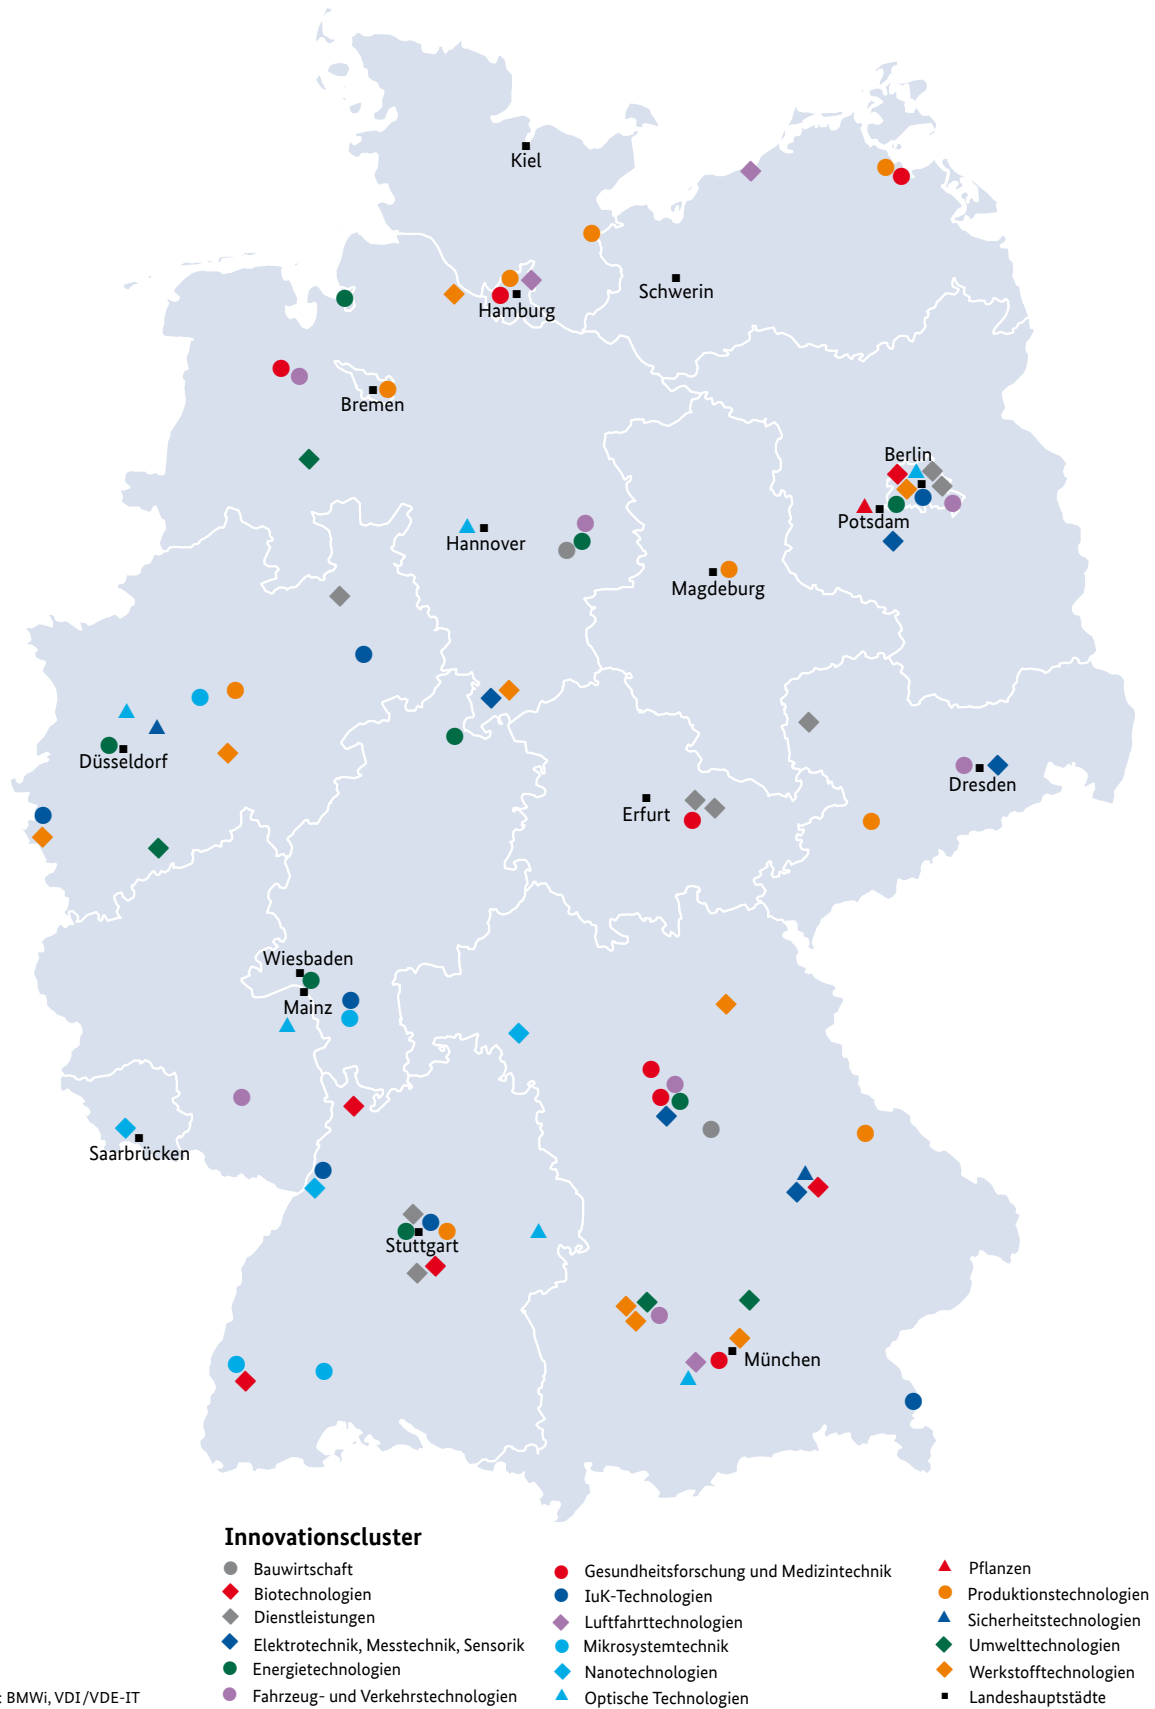 Kiel
Schwerin
Hamburg
Bremen
Berlin
Potsdam
Hannover
Magdeburg
Düsseldorf
Dresden
Erfurt
Wiesbaden
Mainz
Saarbrücken
Stuttgart
München
Innovationscluster
Bauwirtschaft
Biotechnologien
Dienstleistungen
Elektrotechnik, Messtechnik, Sensorik
Energietechnologien
Fahrzeug- und Verkehrstechnologien
Gesundheitsforschung und Medizintechnik
IuK-Technologien
Luftfahrttechnologien
Mikrosystemtechnik
Nanotechnologien
Optische Technologien
Pflanzen
Produktionstechnologien
Sicherheitstechnologien
Umwelttechnologien
Werkstofftechnologien
Landeshauptstädte
: BMWi, VDI/VDE-IT